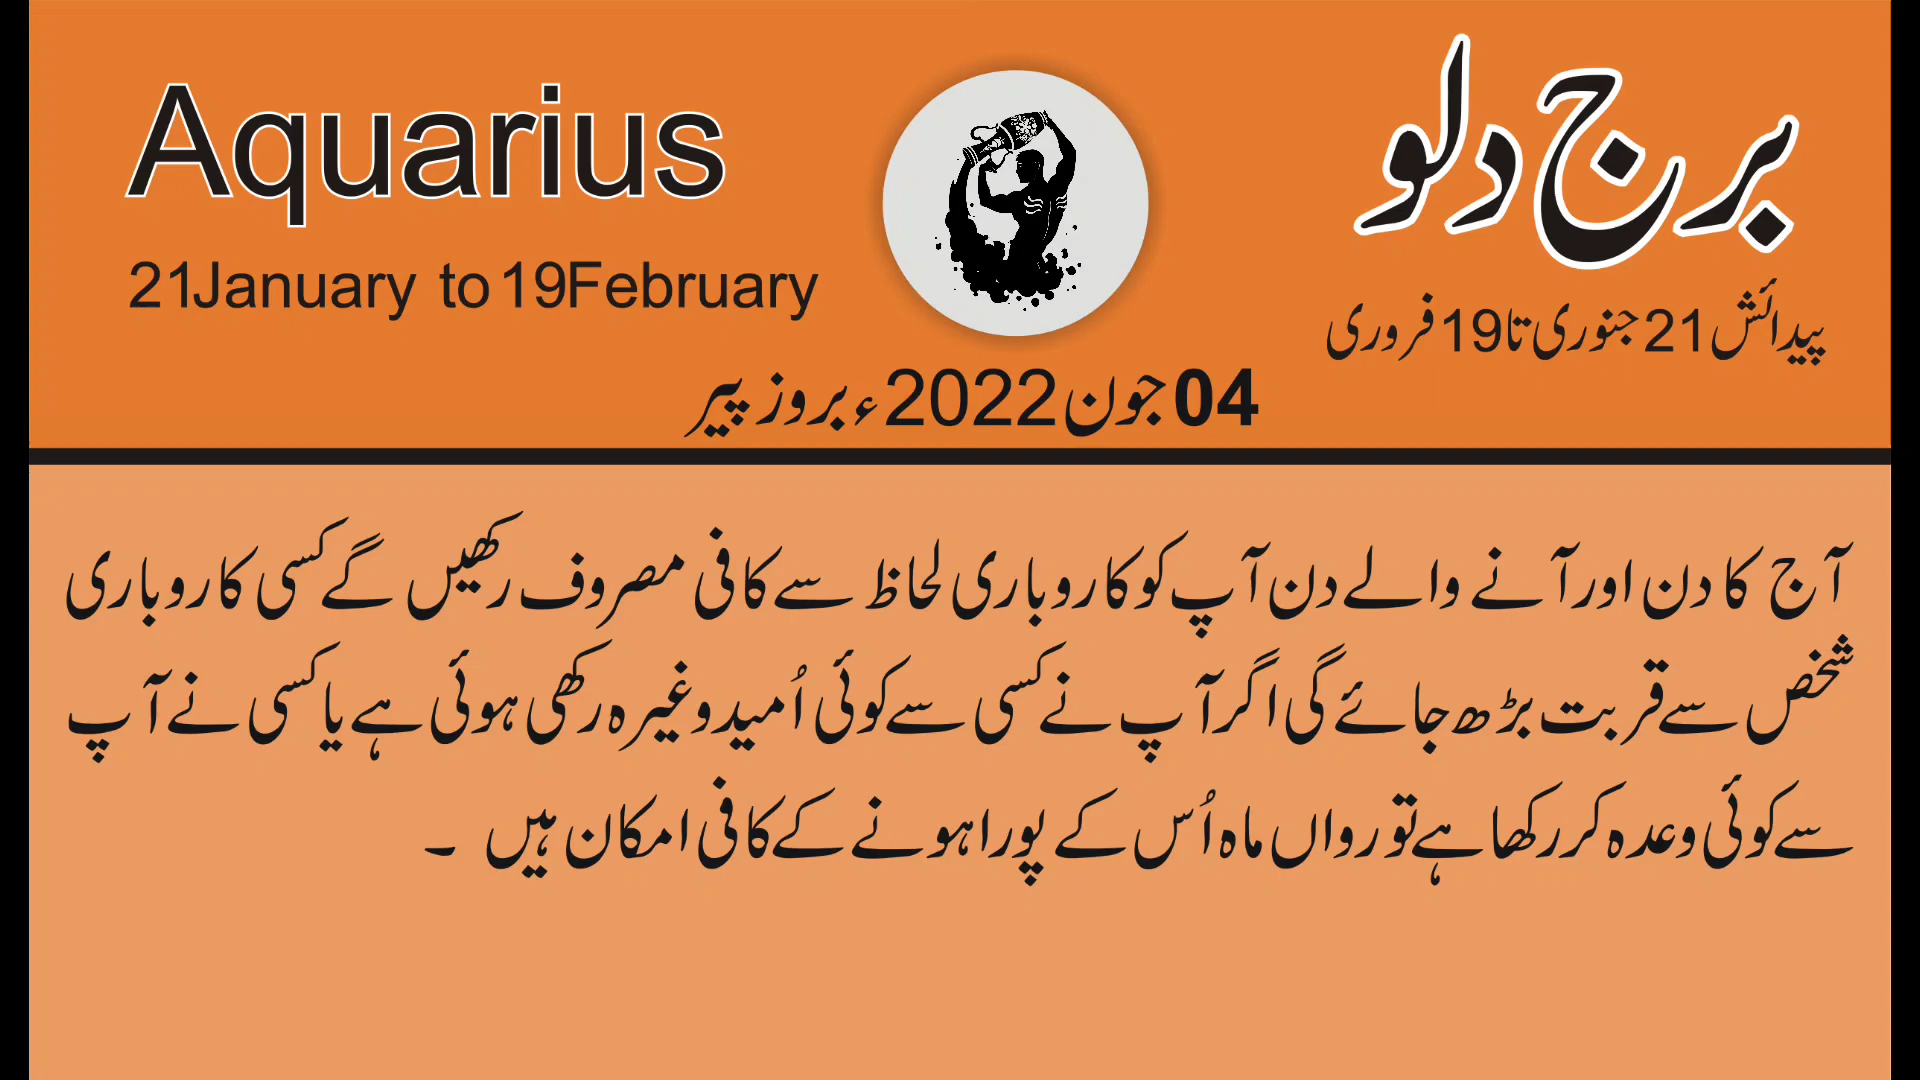 Aquarius
برج دلو
21January to 19February
پیدائش 21 جنوری تا 19 فروری
04 جون 2022ء بروز پیر
آج کا دن اور آنے والے دن آپ کو کاروباری لحاظ سے کافی مصروف رکھیں گے کسی کاروباری
شخص سے قربت بڑھ جائے گی اگر آپ نے کسی سے کوئی اُمید وغیرہ رکھی ہوئی ہے یا کسی نے آپ
سے کوئی وعدہ کر رکھا ہے تو رواں ماہ اُس کے پورا ہونے کے کافی امکان ہیں ۔